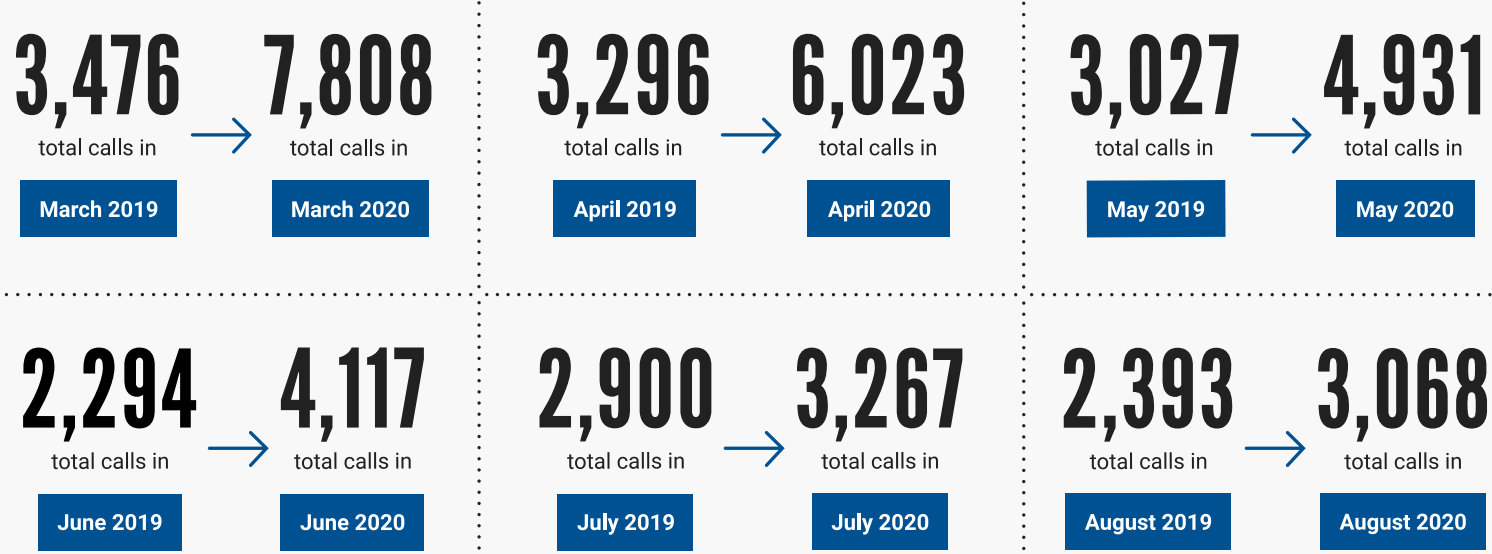 3,476
total calls in
March 2019
7,808
total calls in
March 2020
3,296
total calls in
April 2019
6,023
total calls in
April 2020
3,027
total calls in
May 2019
4,931
total calls in
May 2020
2,294
total calls in
June 2019
4,117
total calls in
June 2020
2,900
total calls in
July 2019
3,267
total calls in
July 2020
2,393
total calls in
August 2019
3,068
total calls in
August 2020